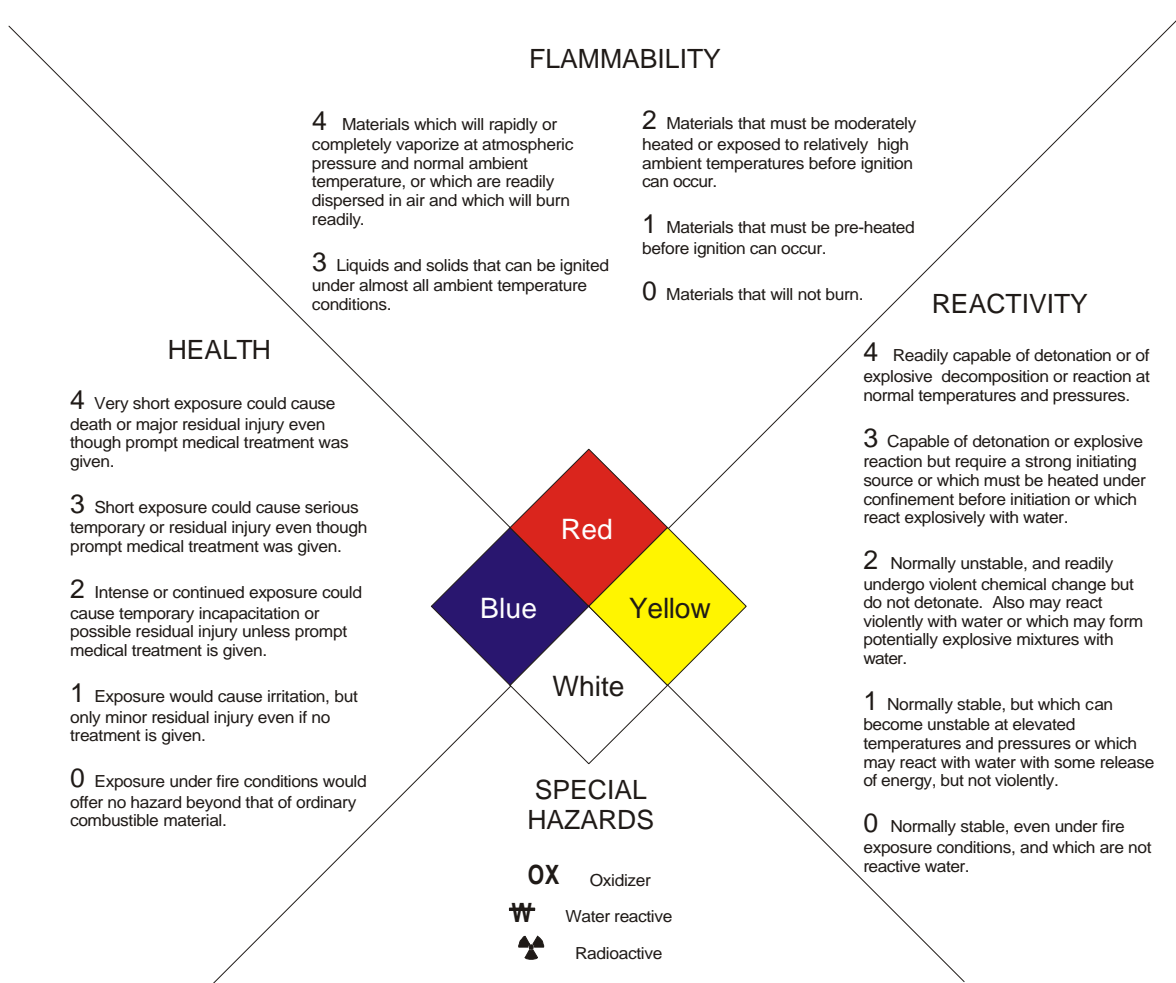 FLAMMABILITY
4 Materials which will rapidly or
completely vaporize at atmospheric
pressure and normal ambient
temperature, or which are readily
dispersed in air and which will burn
readily.
3 Liquids and solids that can be ignited
under almost all ambient temperature
conditions.
2 Materials that must be moderately
heated or exposed to relatively high
ambient temperatures before ignition
can occur.
1 Materials that must be pre-heated
before ignition can occur.
0 Materials that will not burn.
HEALTH
4 Very short exposure could cause
death or major residual injury even
though prompt medical treatment was
given.
3 Short exposure could cause serious
temporary or residual injury even though
prompt medical treatment was given.
2 Intense or continued exposure could
cause temporary incapacitation or
possible residual injury unless prompt
medical treatment is given.
1 Exposure would cause irritation, but
only minor residual injury even if no
treatment is given.
0 Exposure under fire conditions would
offer no hazard beyond that of ordinary
combustible material.
Red
Blue
Yellow
White
REACTIVITY
4 Readily capable of detonation or of
explosive decomposition or reaction at
normal temperatures and pressures.
3 Capable of detonation or explosive
reaction but require a strong initiating
source or which must be heated under
confinement before initiation or which
react explosively with water.
2 Normally unstable, and readily
undergo violent chemical change but
do not detonate. Also may react
violently with water or which may form
potentially explosive mixtures with
water.
1 Normally stable, but which can
become unstable at elevated
temperatures and pressures or which
may react with water with some release
of energy, but not violently.
0 Normally stable, even under fire
exposure conditions, and which are not
reactive water.
SPECIAL
HAZARDS
OX Oxidizer
W Water reactive
Radioactive